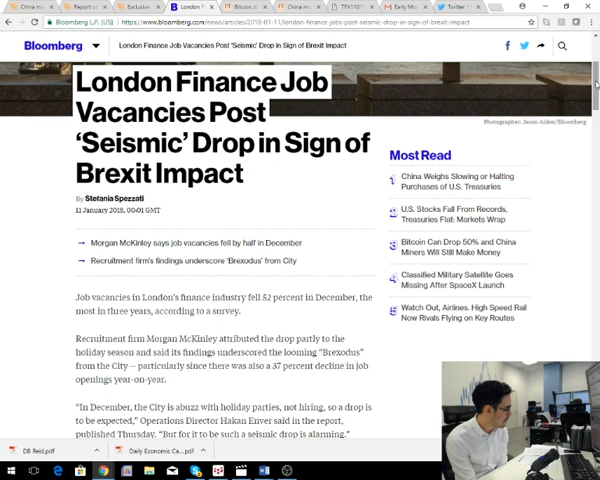 China m
Report o
Exclusive
London F
Bitcoin d
China m
TFX11D11
Early Mo
Twitter /
Bloomberg L.P. [US]
https://www.bloomberg.com/news/articles/2018-01-11/london-finance-jobs-post-seismic-drop-in-sign-of-brexit-impact
Bloomberg
London Finance Job Vacancies Post 'Seismic' Drop in Sign of Brexit Impact
Photographer: Jason Alden/Bloomberg
London Finance Job
Vacancies Post
‘Seismic’ Drop in Sign of
Brexit Impact
By Stefania Spezzati
11 January 2018, 00:01 GMT
→ Morgan McKinley says job vacancies fell by half in December
→ Recruitment firm's findings underscore 'Brexodus' from City
Job vacancies in London's finance industry fell 52 percent in December, the
most in three years, according to a survey.
Recruitment firm Morgan McKinley attributed the drop partly to the
holiday season and said its findings underscored the looming “Brexodus”
from the City -- particularly since there was also a 37 percent decline in job
openings year-on-year.
“In December, the City is abuzz with holiday parties, not hiring, so a drop is
to be expected,” Operations Director Hakan Enver said in the report,
published Thursday. “But for it to be such a seismic drop is alarming.”
Most Read
1 China Weighs Slowing or Halting
Purchases of U.S. Treasuries
2 U.S. Stocks Fall From Records,
Treasuries Flat: Markets Wrap
3 Bitcoin Can Drop 50% and China
Miners Will Still Make Money
4 Classified Military Satellite Goes
Missing After SpaceX Launch
5 Watch Out, Airlines. High Speed Rail
Now Rivals Flying on Key Routes
DB Reid.pdf
Daily Economic Ca....pdf